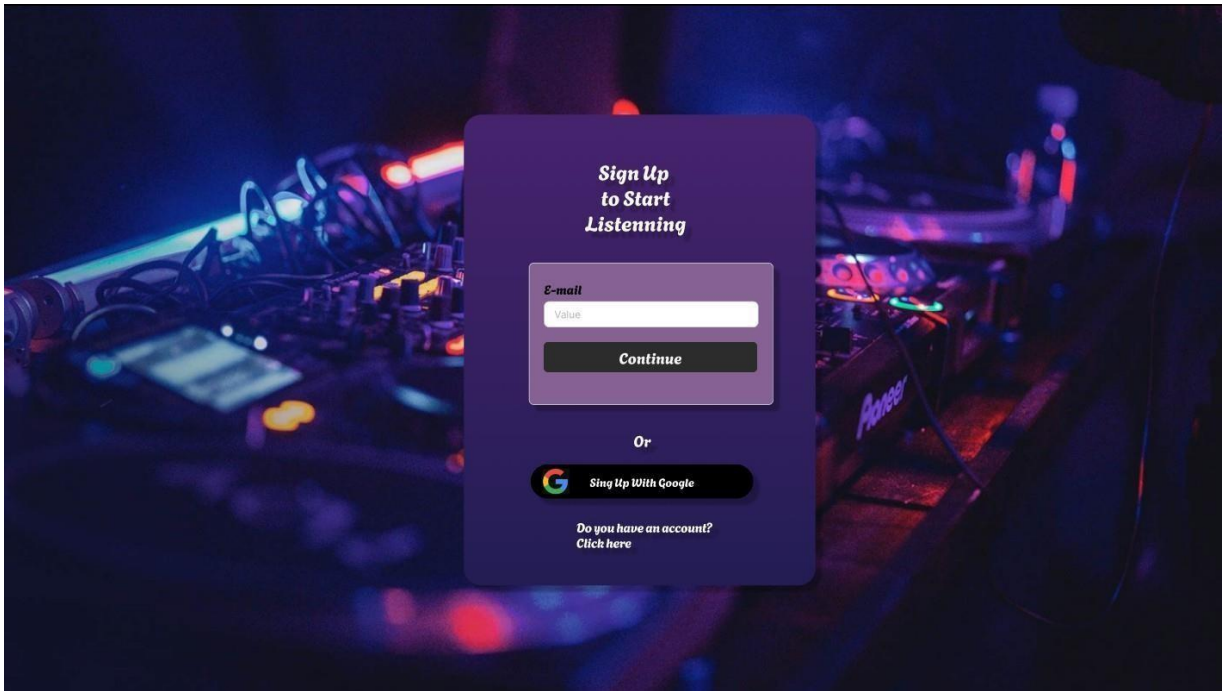 Sign Up
to Start
Listenning
E-mail
Value
Continue
Or
Sing Up With Google
Do you have an account?
Click here
Pioneer